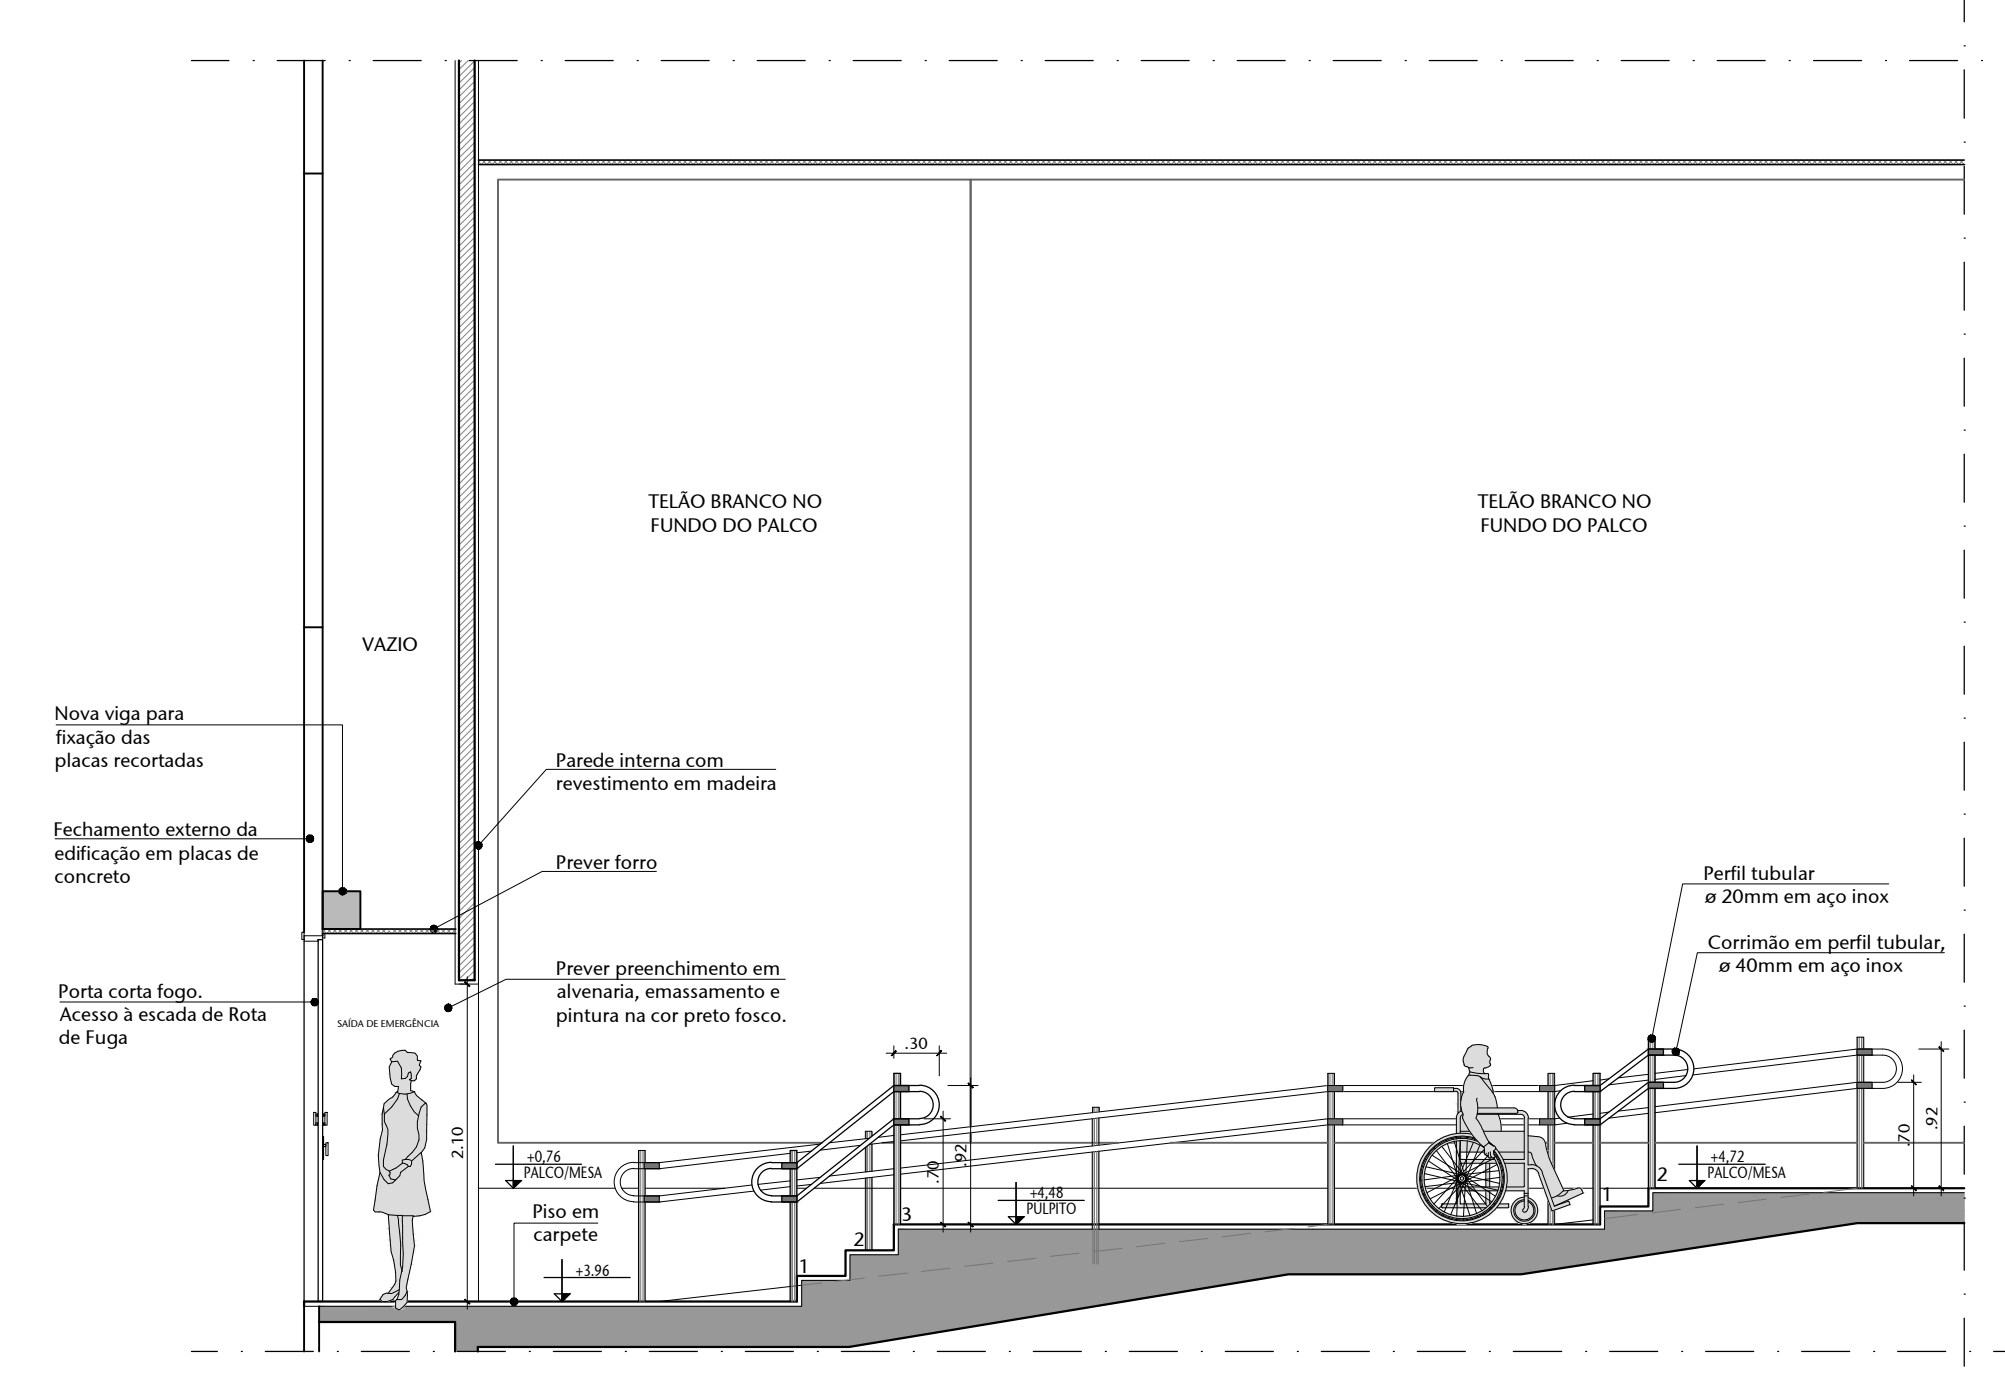 TELÃO BRANCO NO
FUNDO DO PALCO
TELÃO BRANCO NO
FUNDO DO PALCO
VAZIO
Nova viga para
fixação das
placas recortadas
Parede interna com
revestimento em madeira
Fechamento externo da
edificação em placas de
concreto
Prever forro
Perfil tubular
ø 20mm em aço inox
Corrimão em perfil tubular,
ø 40mm em aço inox
Prever preenchimento em
alvenaria, emassamento e
pintura na cor preto fosco.
Porta corta fogo.
Acesso à escada de Rota
de Fuga
SAÍDA DE EMERGÊNCIA
.30
2.10
.92
.70
.92
.70
+0,76
PALCO/MESA
+4,72
PALCO/MESA
+4,48
PULPITO
Piso em
carpete
+3.96
1
2
3
1
2